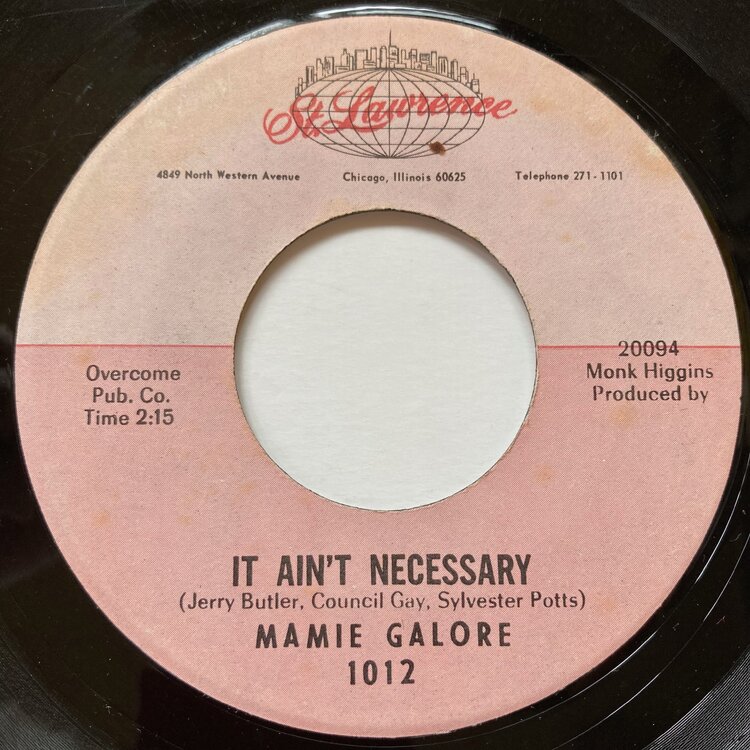 St. Lawrence
4849 North Western Avenue Chicago, Illinois 60625 Telephone 271-1101
Overcome
Pub. Co.
Time 2:15
20094
Monk Higgins
Produced by
IT AIN'T NECESSARY
(Jerry Butler, Council Gay, Sylvester Potts)
MAMIE GALORE
1012